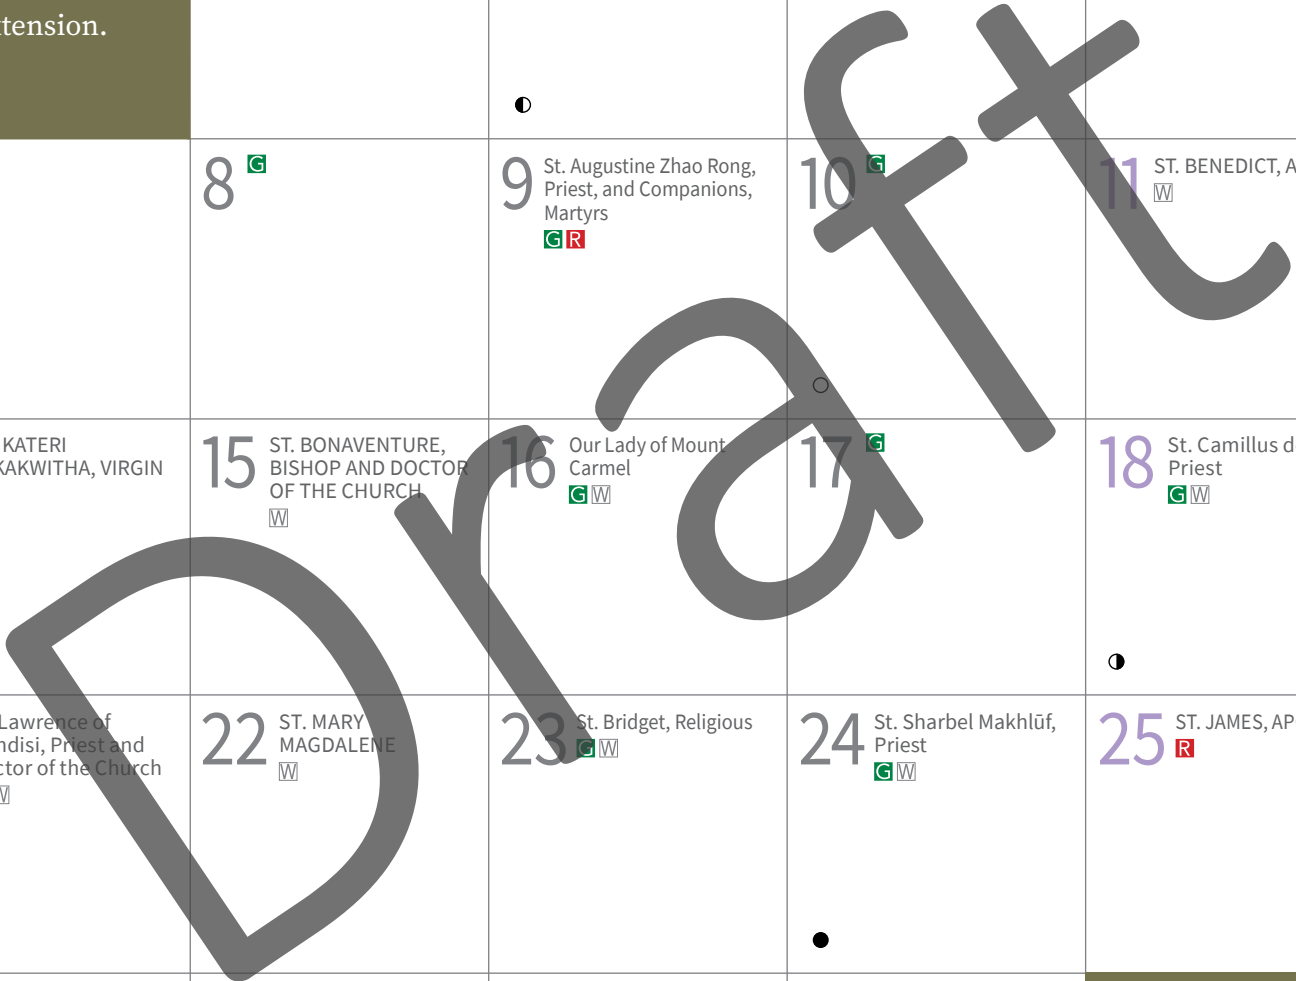 tension.
8 G
9 St. Augustine Zhao Rong,
Priest, and Companions,
Martyrs
G R
10 G
11 ST. BENEDICT, A
W
KATERI
KAKWITHA, VIRGIN
15 ST. BONAVENTURE,
BISHOP AND DOCTOR
OF THE CHURCH
W
16 Our Lady of Mount
Carmel
G W
17 G
18 St. Camillus d
Priest
G W
Lawrence of
ndisi, Priest and
ctor of the Church
W
22 ST. MARY
MAGDALENE
W
23 St. Bridget, Religious
G W
24 St. Sharbel Makhlūf,
Priest
G W
25 ST. JAMES, AP
R
Draft